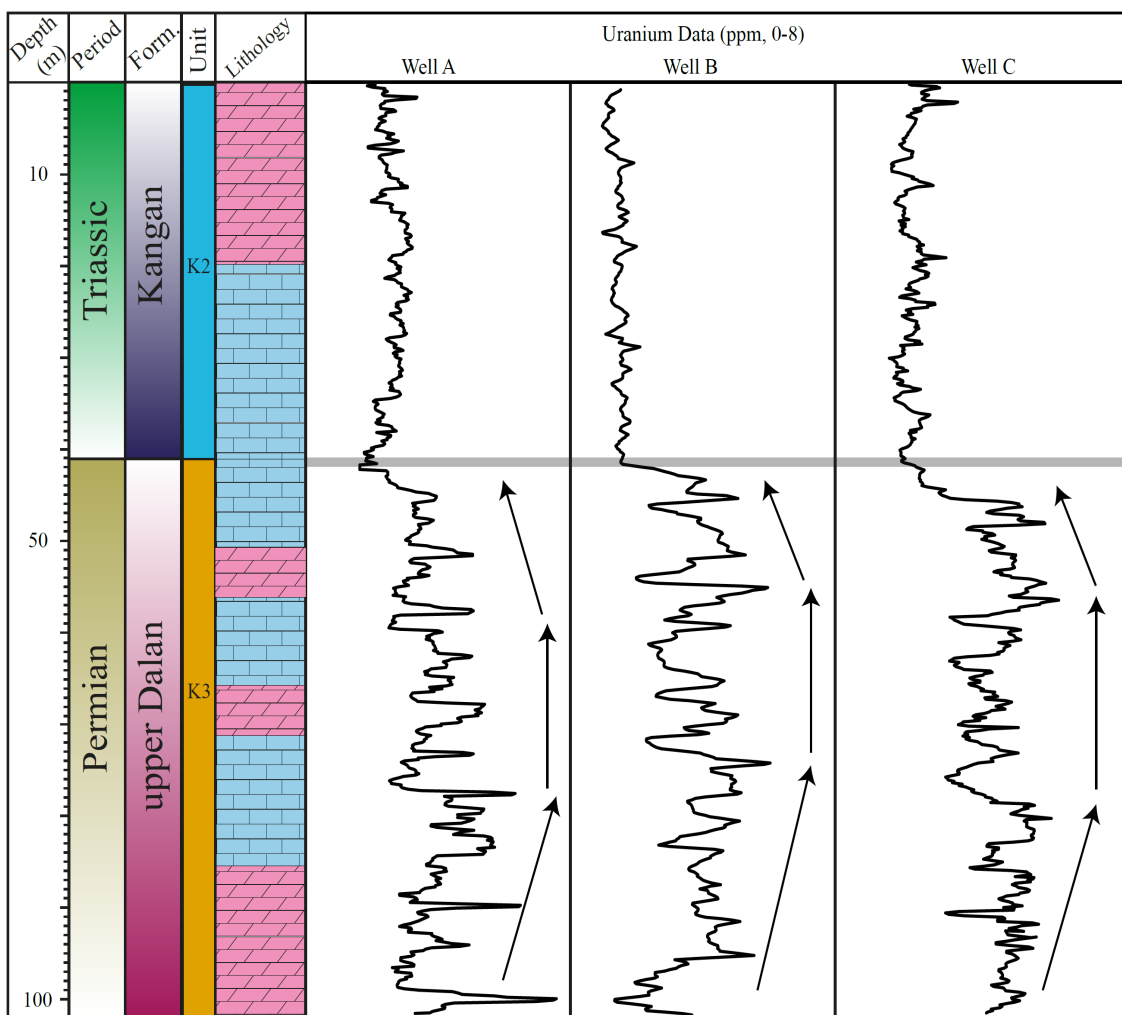 Depth
(m)
Period
Form.
Unit
Lithology
Uranium Data (ppm, 0-8)
Well A
Well B
Well C
10
50
100
Triassic
Permian
Kangan
upper Dalan
K2
K3